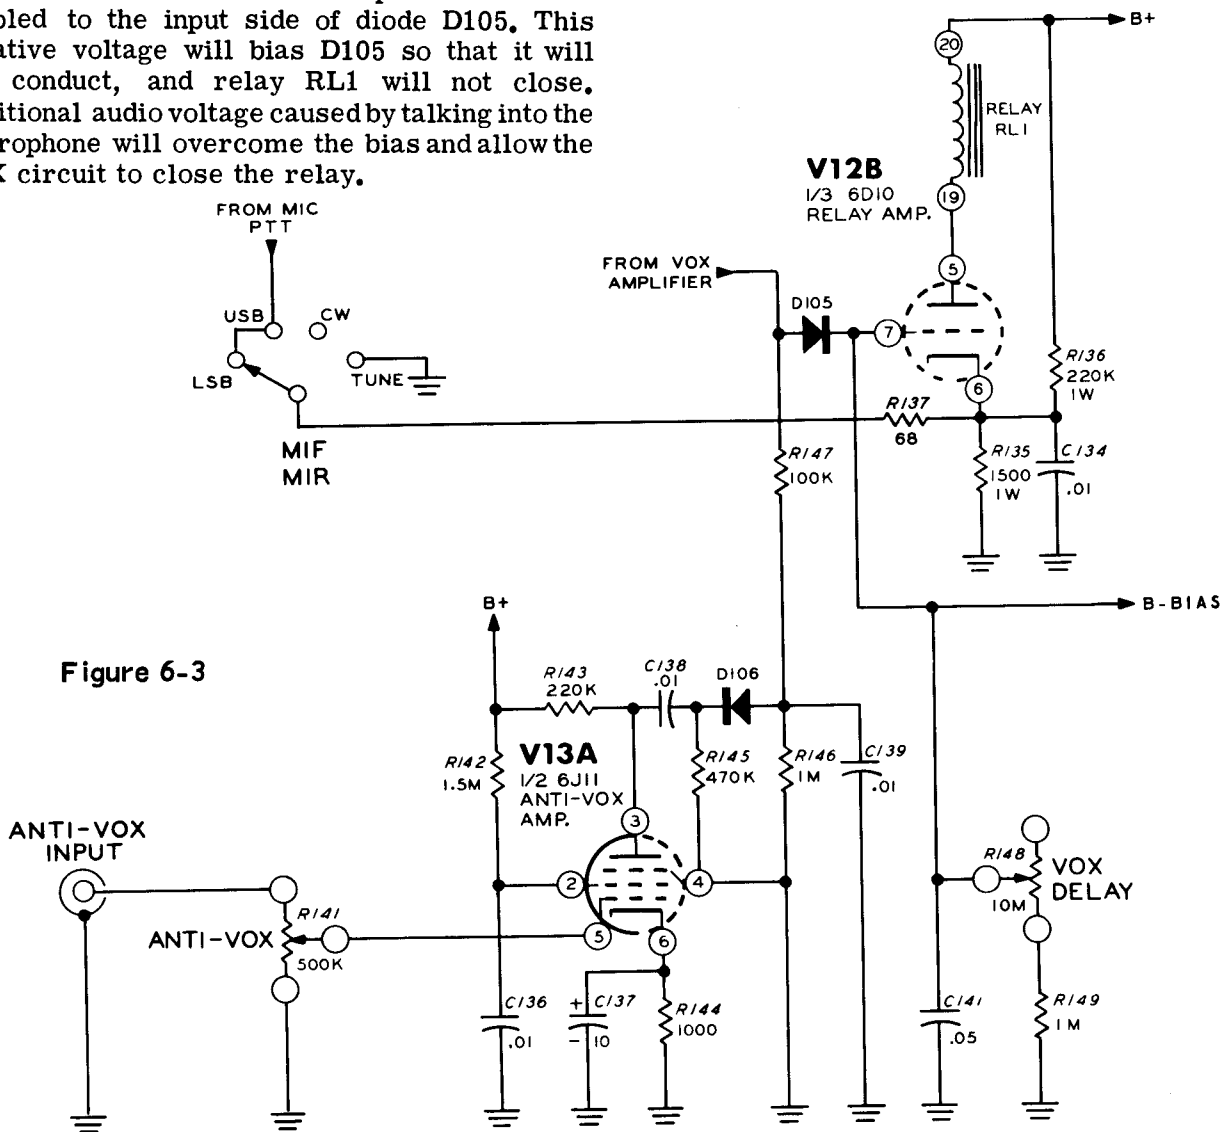 to the input side of diode D105. This
voltage will bias D105 so that it will
conduct, and relay RL1 will not close.
audio voltage caused by talking into the
will overcome the bias and allow the
circuit to close the relay.
FROM MIC
PTT
USB
CW
LSB
TUNE
MIF
MIR
FROM VOX
AMPLIFIER
D105
V12B
1/3 6D10
RELAY AMP.
B+
20
RELAY
RL1
19
5
7
6
R136
220K
1W
R137
68
R135
1500
1W
C134
.01
R147
100K
B-BIAS
Figure 6-3
B+
R143
220K
C138
.01
D106
R142
1.5M
V13A
1/2 6J11
ANTI-VOX
AMP.
R145
470K
R146
1M
C139
.01
3
2
4
5
6
ANTI-VOX
INPUT
R141
ANTI-VOX
500K
C136
.01
+ C137
- 10
R144
1000
R148
10M
VOX
DELAY
C141
.05
R149
1M